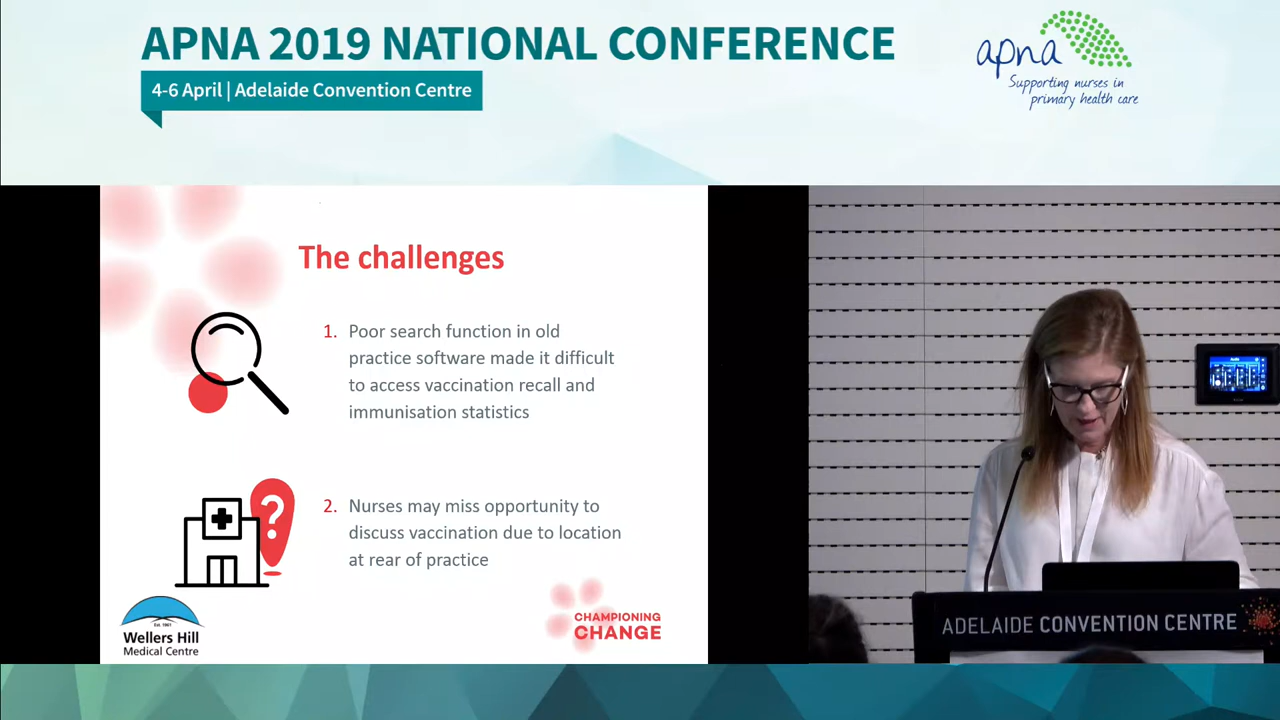 APNA 2019 NATIONAL CONFERENCE
4-6 April | Adelaide Convention Centre
apna
Supporting nurses in
primary health care
The challenges
1. Poor search function in old
practice software made it difficult
to access vaccination recall and
immunisation statistics
?
2. Nurses may miss opportunity to
discuss vaccination due to location
at rear of practice
Est. 1961
Wellers Hill
Medical Centre
CHAMPIONING
CHANGE
ADELAIDE CONVENTION CENTRE